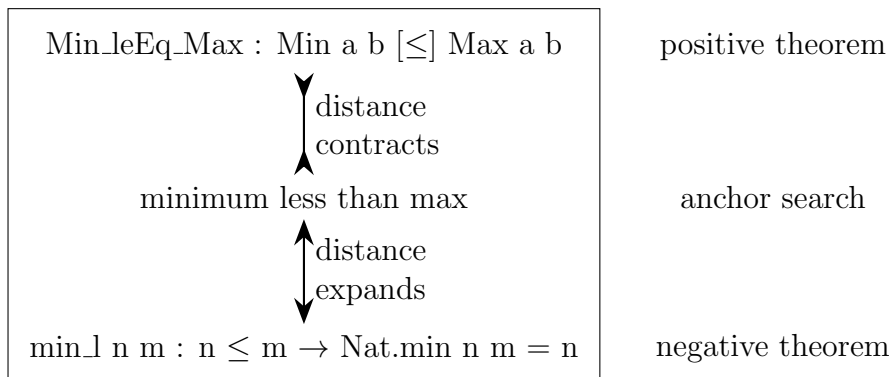 Min_leEq_Max : Min a b [≤] Max a b positive theorem
distance
contracts
minimum less than max anchor search
distance
expands
min_l n m : n ≤ m → Nat.min n m = n negative theorem